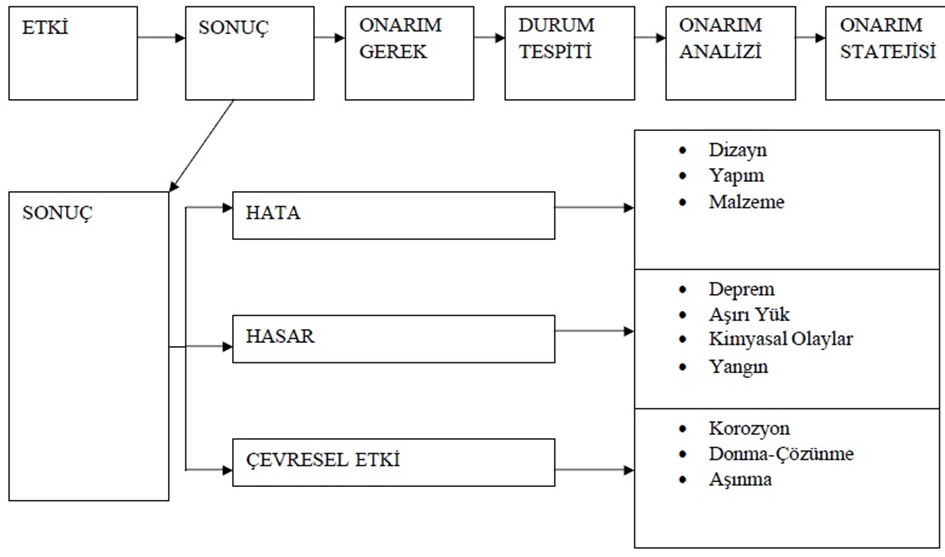 ETKİ
SONUÇ
ONARIM
GEREK
DURUM
TESPİTİ
ONARIM
ANALİZİ
ONARIM
STATEJİSİ
SONUÇ
HATA
• Dizayn
• Yapım
• Malzeme
HASAR
• Deprem
• Aşırı Yük
• Kimyasal Olaylar
• Yangın
ÇEVRESEL ETKİ
• Korozyon
• Donma-Çözünme
• Aşınma